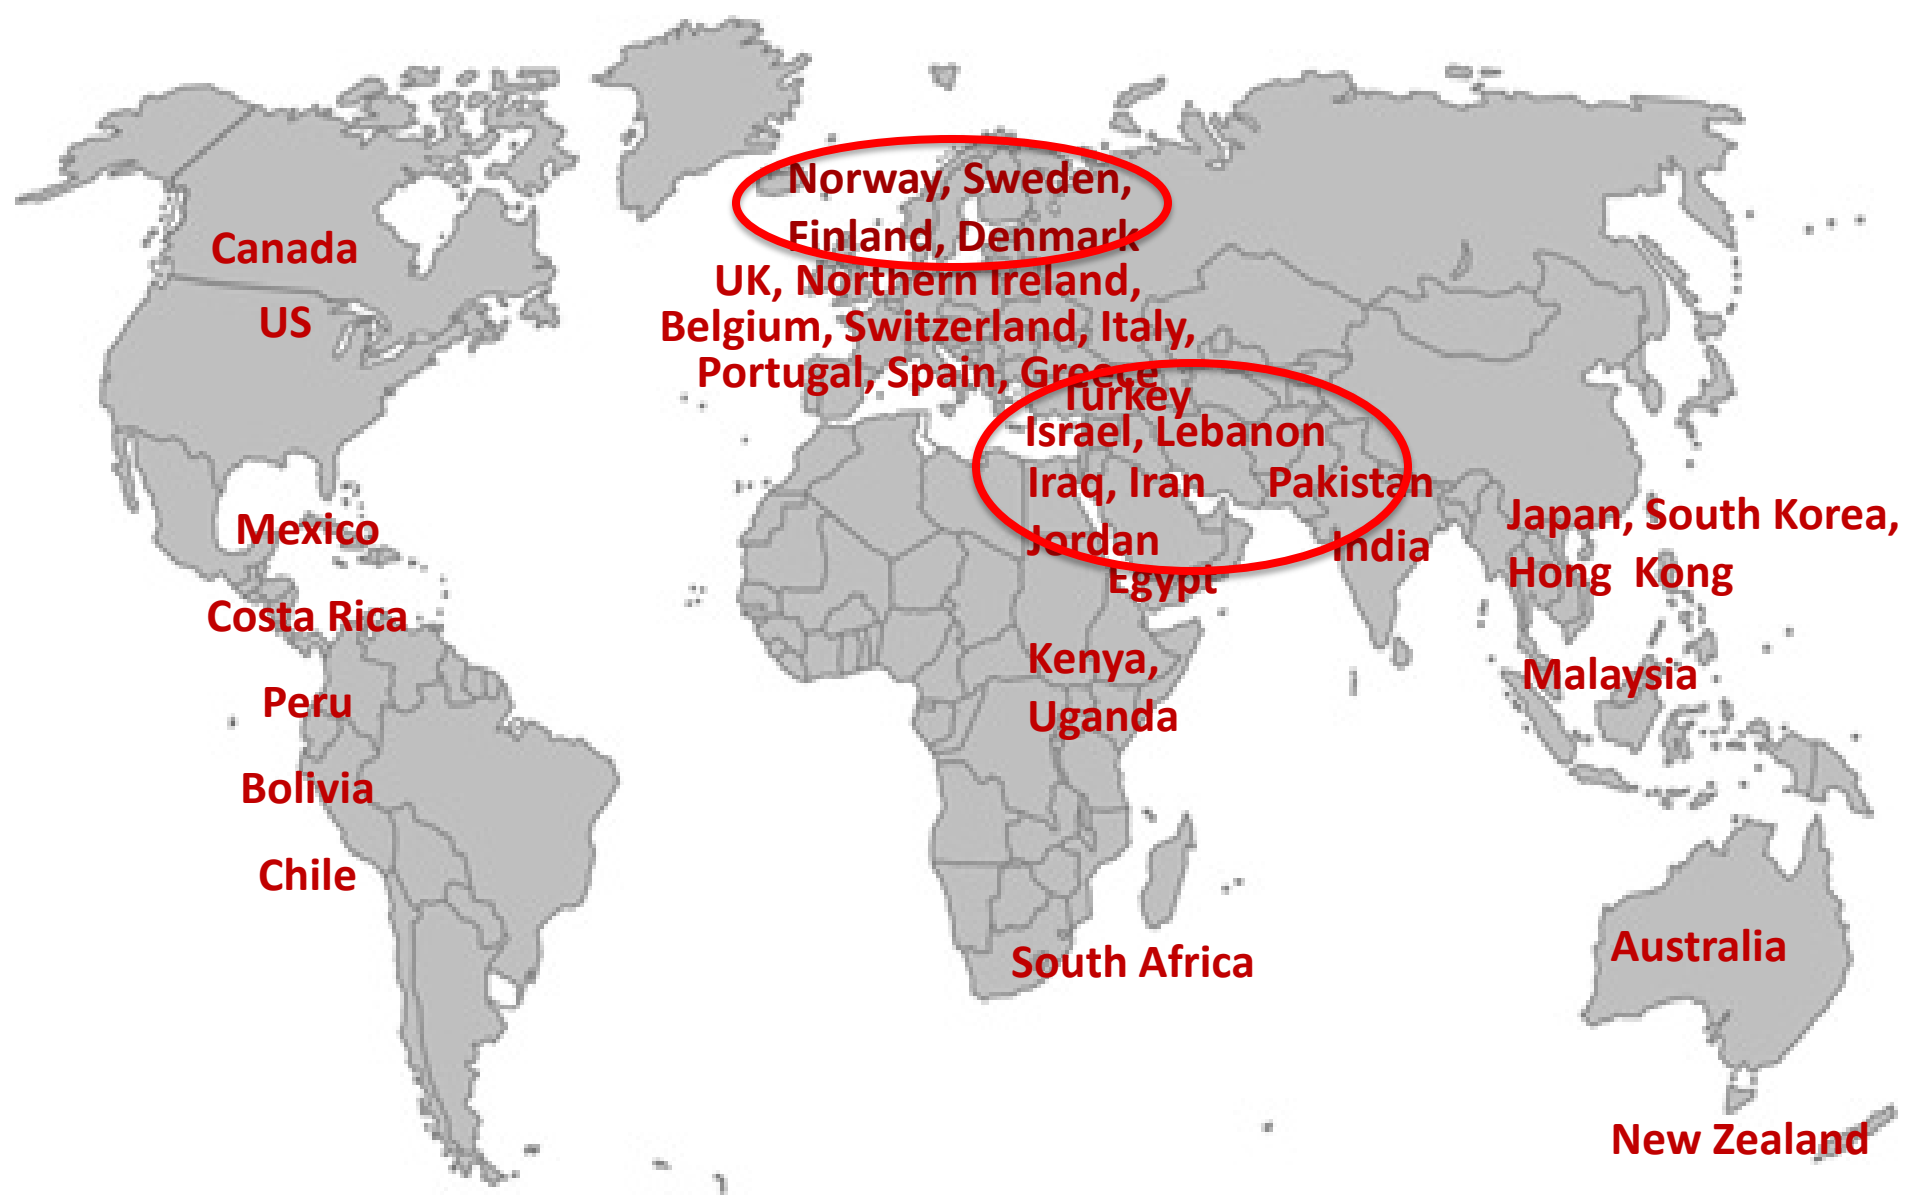 Norway, Sweden,
Finland, Denmark
Canada
UK, Northern Ireland,
US
Belgium, Switzerland, Italy,
Portugal, Spain, Greece
Turkey
Israel, Lebanon
Iraq, Iran
Pakistan
Jordan
India
Egypt
Japan, South Korea,
Hong  Kong
Mexico
Costa Rica
Kenya,
Uganda
Malaysia
Peru
Bolivia
Chile
South Africa
Australia
New Zealand